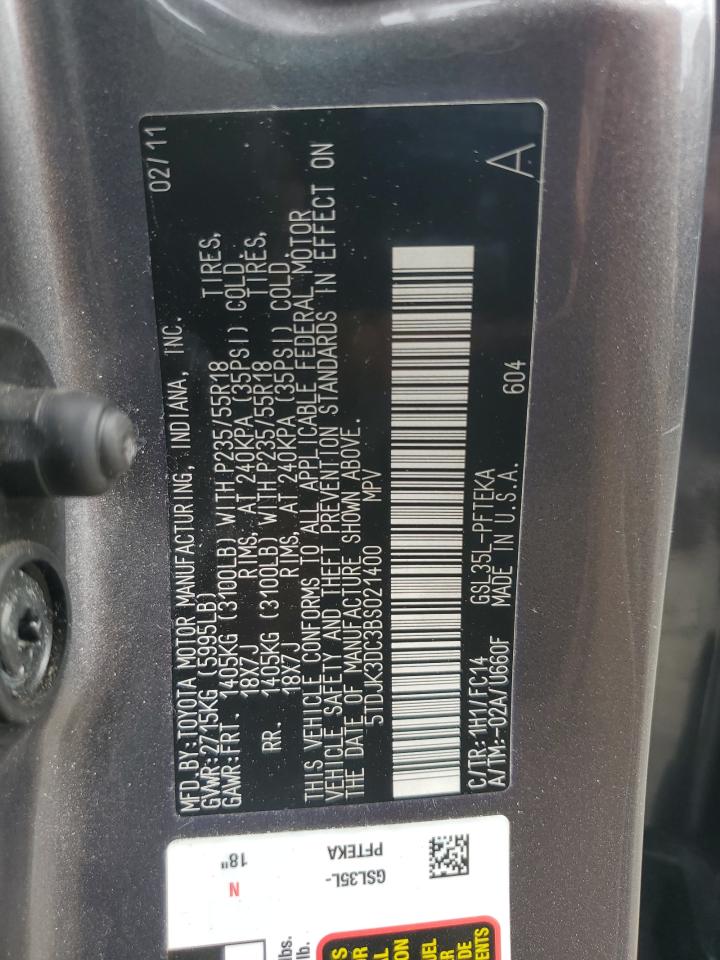 MFD.BY:TOYOTA MOTOR MANUFACTURING, INDIANA, INC. 02/11
GVWR:2715KG (5995LB)
GAWR:FRT. 1405KG (3100LB) WITH P235/55R18 TIRES,
18X7J RIMS, AT 240KPA (35PSI) COLD.
RR. 1405KG (3100LB) WITH P235/55R18 TIRES,
18X7J RIMS, AT 240KPA (35PSI) COLD.
THIS VEHICLE CONFORMS TO ALL APPLICABLE FEDERAL MOTOR
VEHICLE SAFETY AND THEFT PREVENTION STANDARDS IN EFFECT ON
THE DATE OF MANUFACTURE SHOWN ABOVE.
5TDJK3DC3BS021400 MPV
A
C/TR:1H1/FC14 GSL35L-PFTEKA 604
A/TM:-02A/U660F MADE IN U.S.A.
GSL35L-
PFTEKA
18"
N
lbs.
lb.